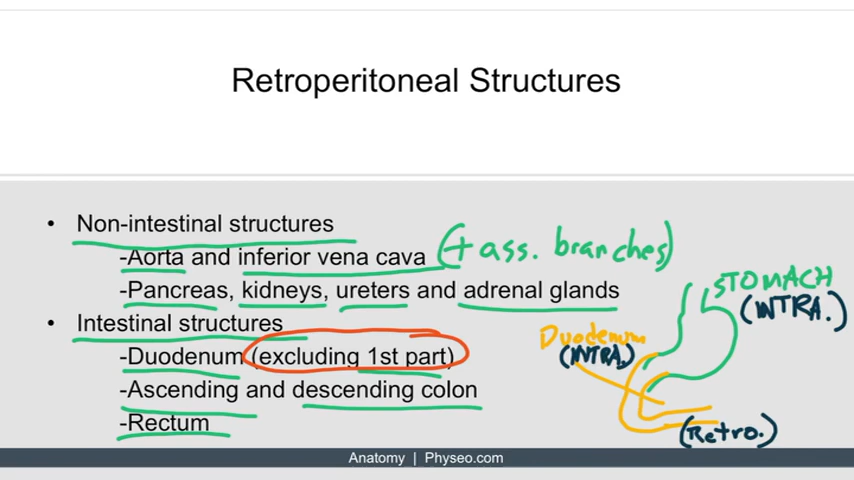 Retroperitoneal Structures
• Non-intestinal structures
-Aorta and inferior vena cava (+ ass. branches)
-Pancreas, kidneys, ureters and adrenal glands
STOMACH
(INTRA.)
• Intestinal structures
Duodenum
(INTRA.)
-Duodenum (excluding 1st part)
-Ascending and descending colon
-Rectum
(Retro.)
Anatomy | Physeo.com